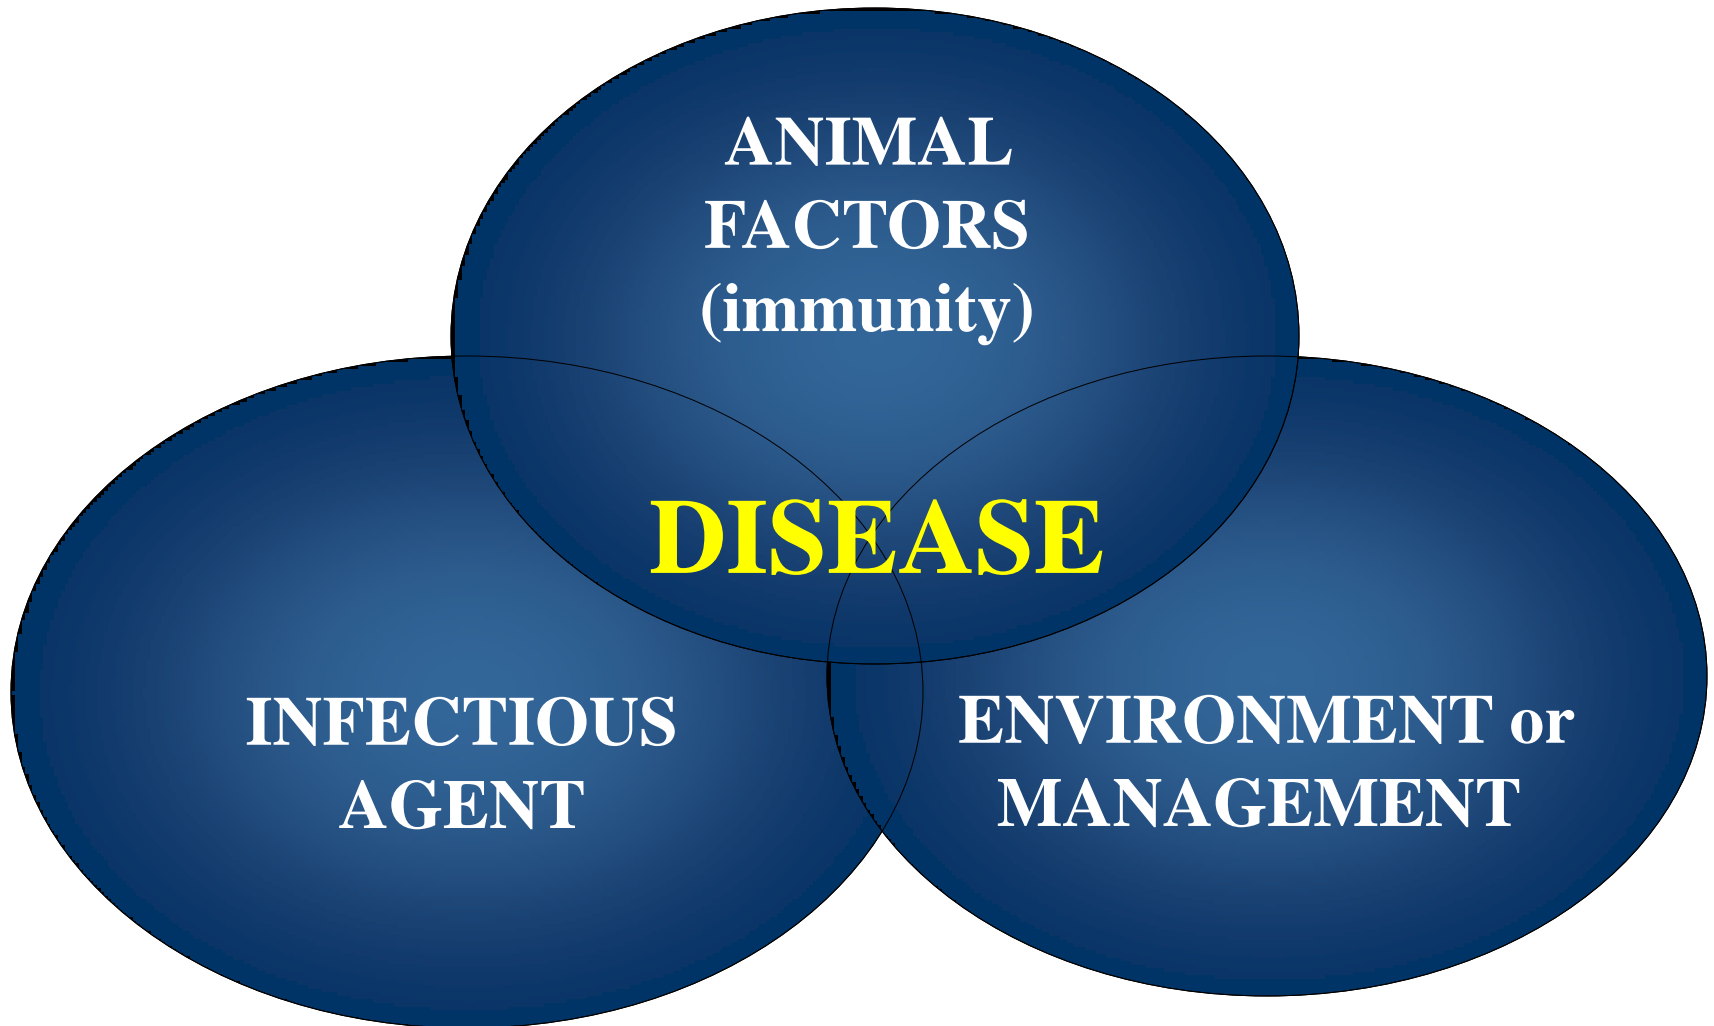 ANIMAL
FACTORS
(immunity)
DISEASE
INFECTIOUS
AGENT
ENVIRONMENT or
MANAGEMENT